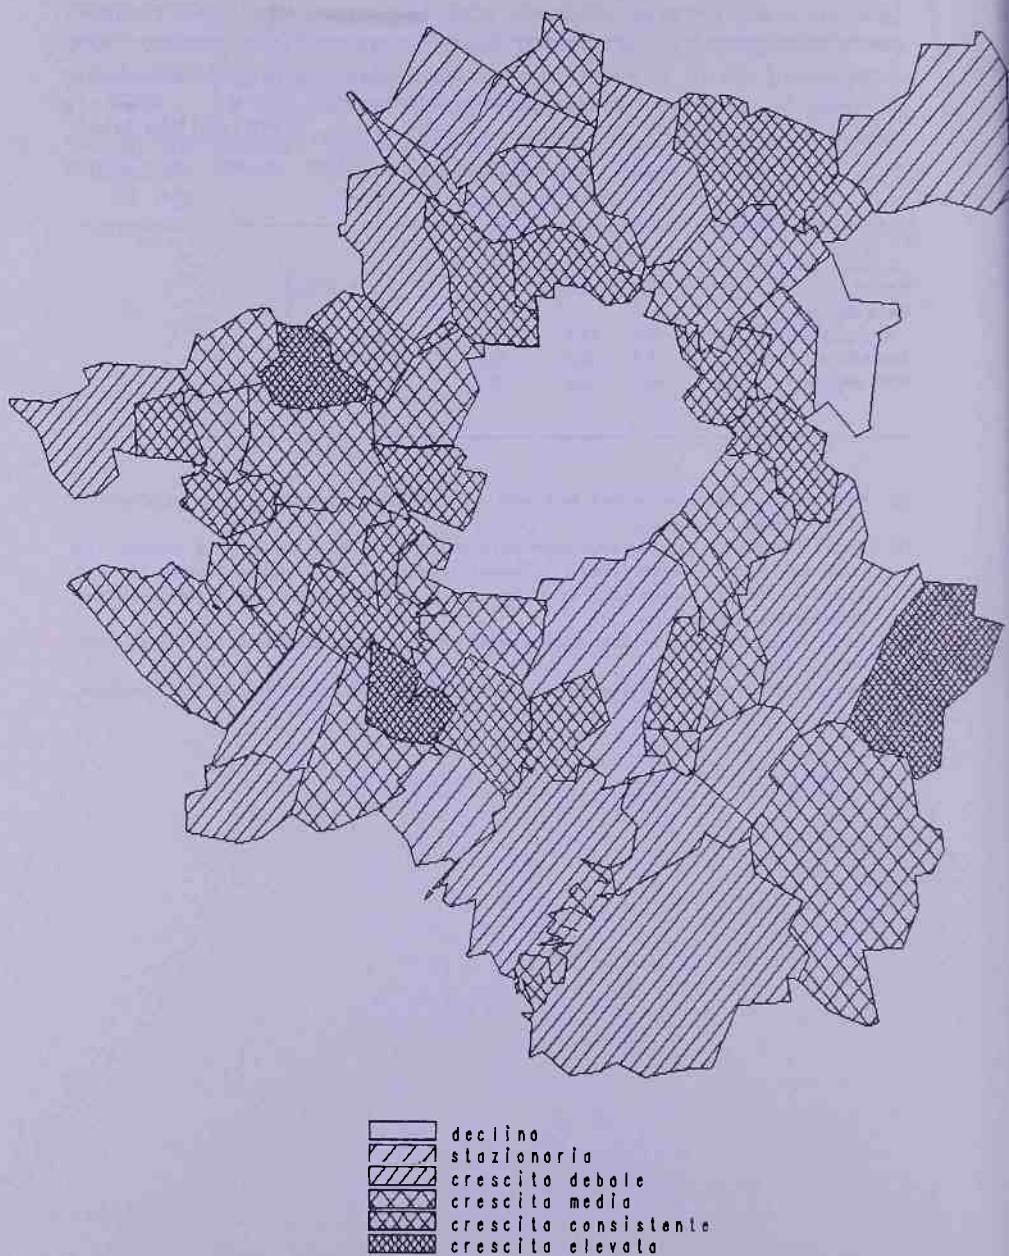 declino
stazionaria
crescita debole
crescita media
crescita consistente
crescita elevata